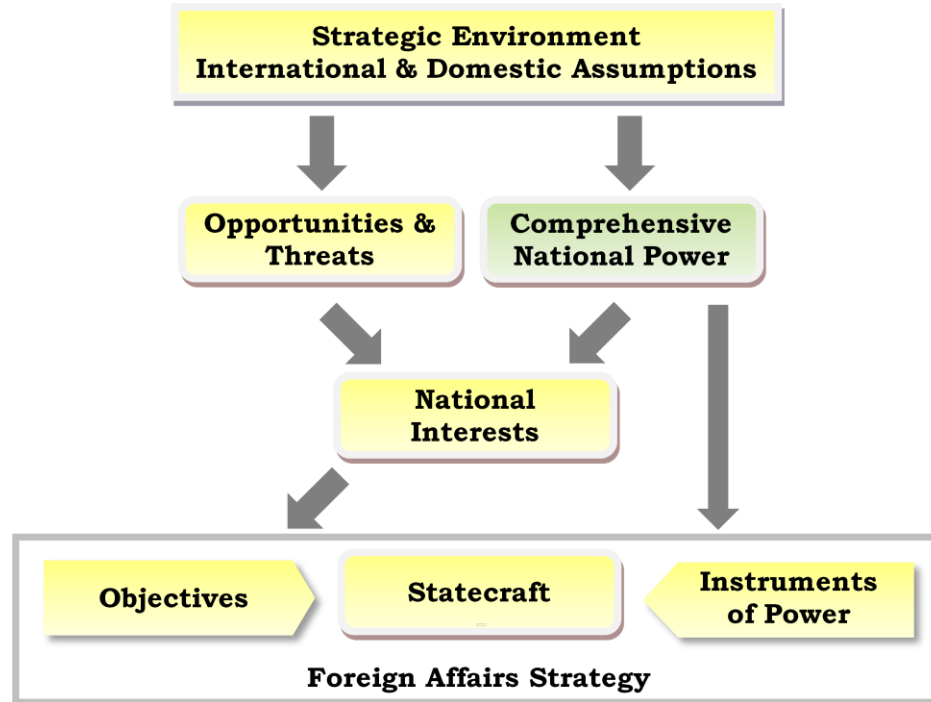 Strategic Environment
International & Domestic Assumptions
Opportunities &
Threats
Comprehensive
National Power
National
Interests
Objectives
Statecraft
Instruments
of Power
Foreign Affairs Strategy